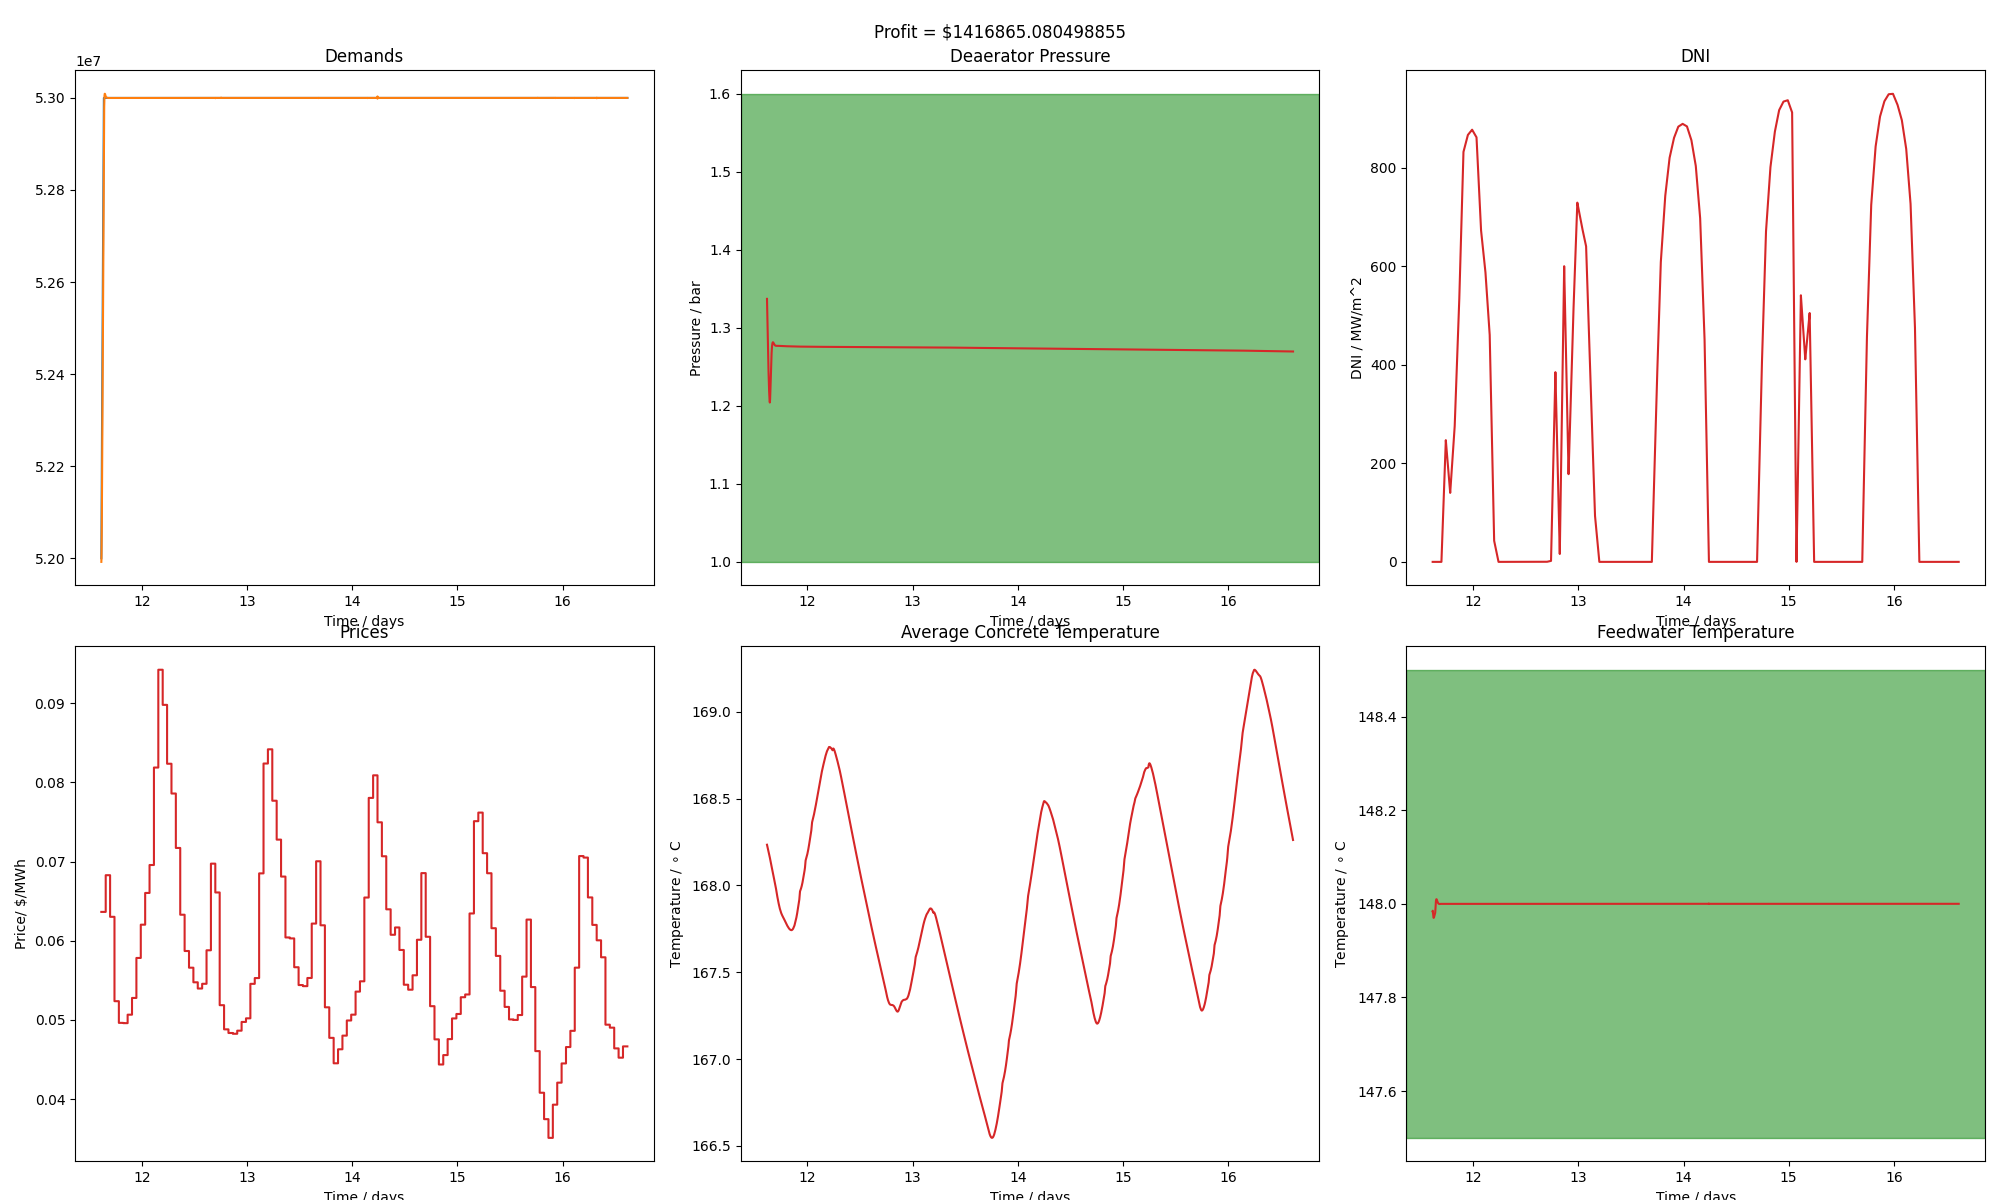 Profit = $1416865.080498855
Demands
1e7
5.30
5.28
5.26
5.24
5.22
5.20
12 13 14 15 16
Time / days
Deaerator Pressure
Pressure / bar
1.6
1.5
1.4
1.3
1.2
1.1
1.0
12 13 14 15 16
Time / days
DNI
DNI / MW/m^2
800
600
400
200
0
12 13 14 15 16
Time / days
Prices
Price/ $/MWh
0.09
0.08
0.07
0.06
0.05
0.04
12 13 14 15 16
Time / days
Average Concrete Temperature
Temperature / ∘ C
169.0
168.5
168.0
167.5
167.0
166.5
12 13 14 15 16
Time / days
Feedwater Temperature
Temperature / ∘ C
148.4
148.2
148.0
147.8
147.6
12 13 14 15 16
Time / days